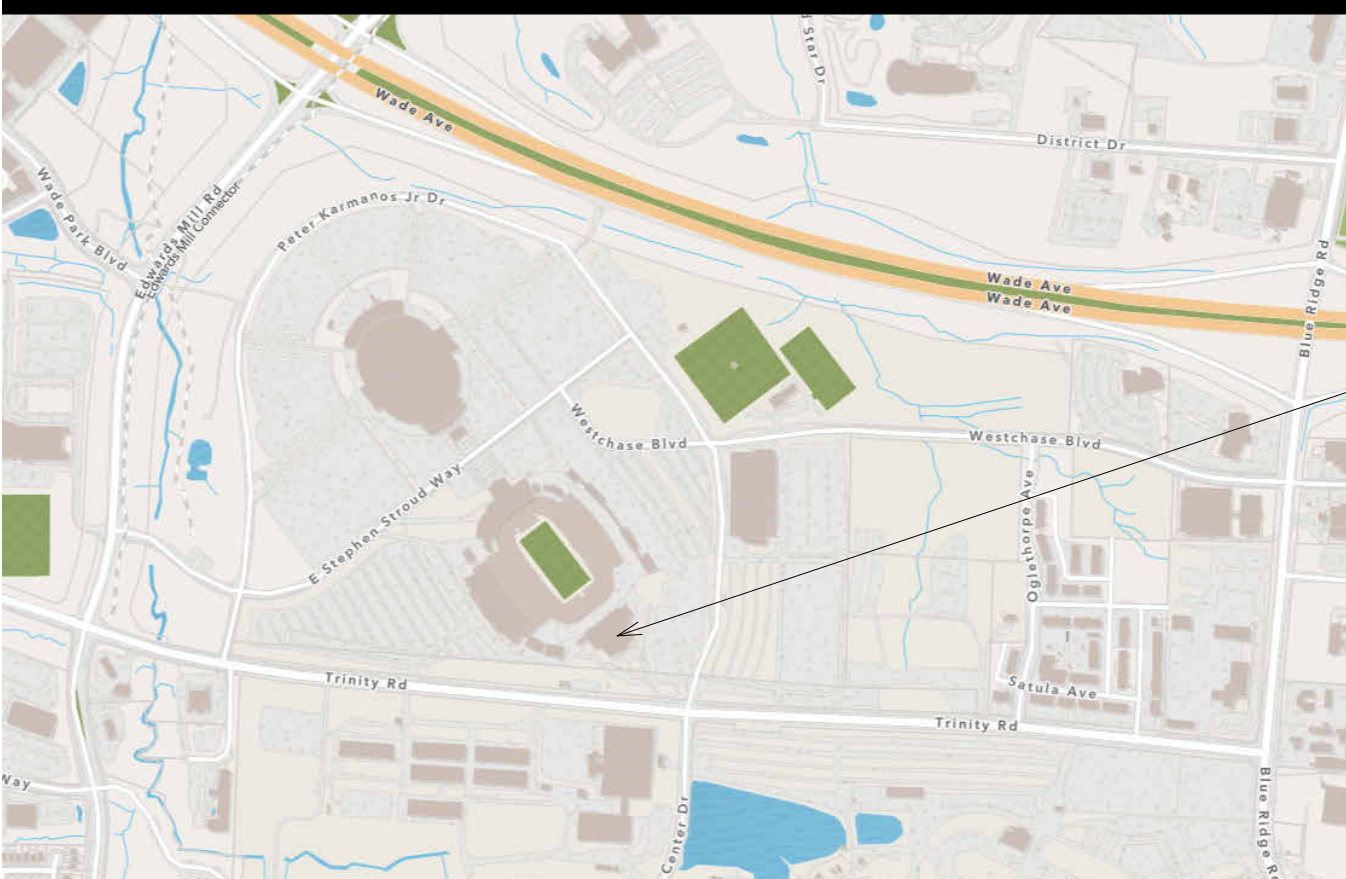 d Star Dr
Wade Ave
District Dr
Wade Park Blvd
Edwards Mill Rd
Edwards Mill Connector
Peter Karmanos Jr Dr
Blue Ridge Rd
Wade Ave
Wade Ave
Westchase Blvd
Westchase Blvd
E Stephen Stroud Way
Oglethorpe Ave
Trinity Rd
Satula Ave
Trinity Rd
Way
Center Dr
Blue Ridge R